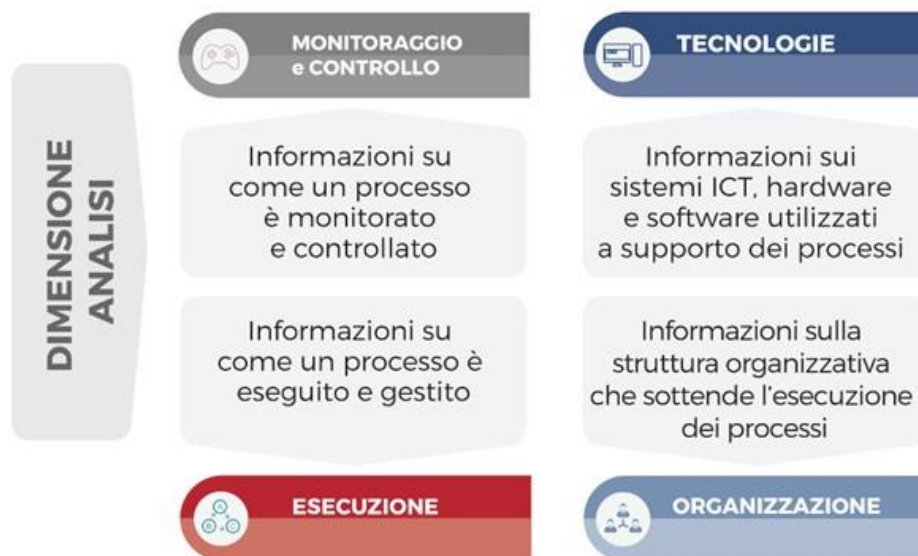 DIMENSIONE
ANALISI
MONITORAGGIO
e CONTROLLO
Informazioni su
come un processo
è monitorato
e controllato
Informazioni su
come un processo è
eseguito e gestito
ESECUZIONE
A
B C
TECNOLOGIE
Informazioni sui
sistemi ICT, hardware
e software utilizzati
a supporto dei processi
Informazioni sulla
struttura organizzativa
che sottende l'esecuzione
dei processi
ORGANIZZAZIONE